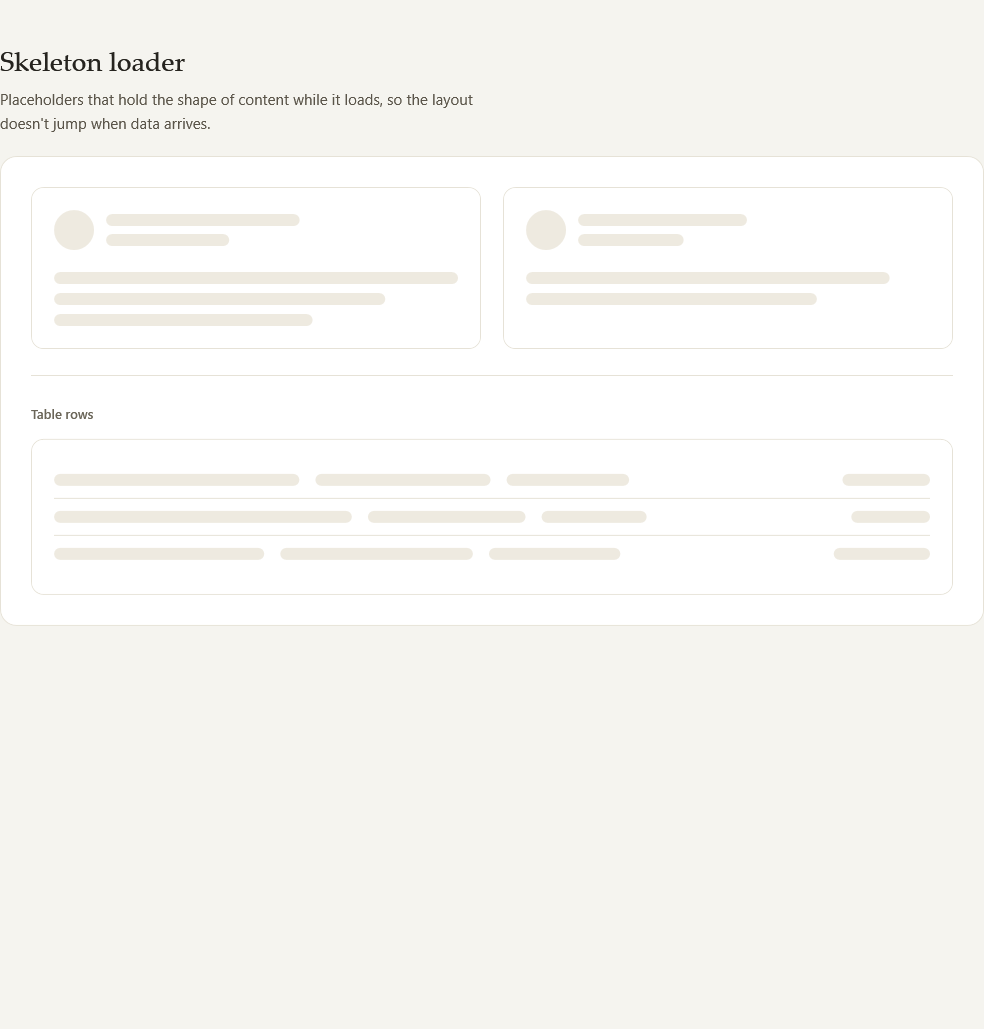 Skeleton loader
Placeholders that hold the shape of content while it loads, so the layout
doesn't jump when data arrives.
Table rows